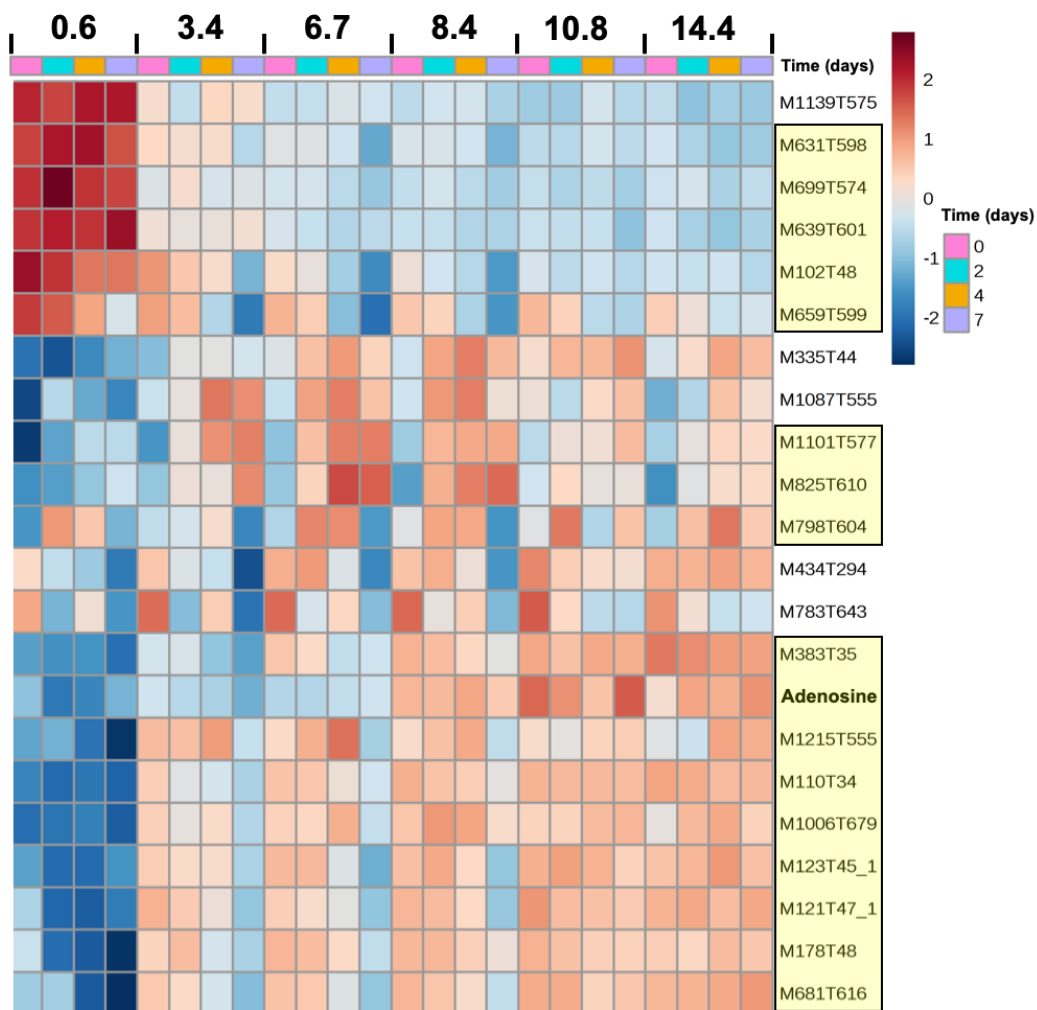 0.6 3.4 6.7 8.4 10.8 14.4
Time (days)
M1139T575
M631T598
M699T574
M639T601
M102T48
M659T599
M335T44
M1087T555
M1101T577
M825T610
M798T604
M434T294
M783T643
M383T35
Adenosine
M1215T555
M110T34
M1006T679
M123T45_1
M121T47_1
M178T48
M681T616
2
1
0
-1
-2
Time (days)
0
2
4
7